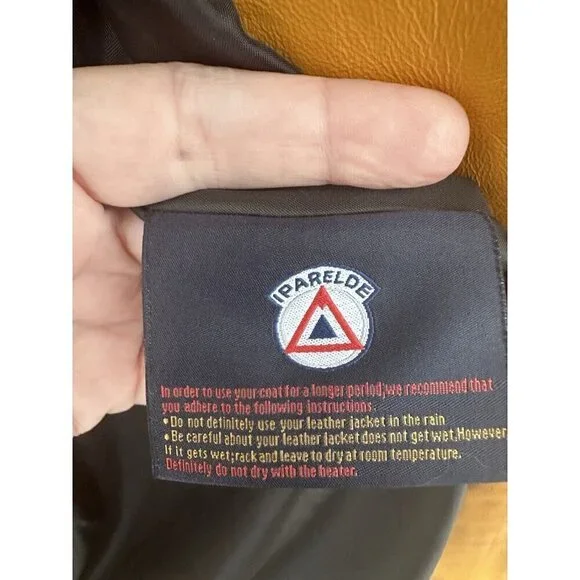 IPARELDE
In order to use your coat for a longer period;we recommend that
you adhere to the following instructions.
•Do not definitely use your leather jacket in the rain
•Be careful about your leather jacket does not get wet.However
If it gets wet;rack and leave to dry at room temperature.
Definitely do not dry with the heater.